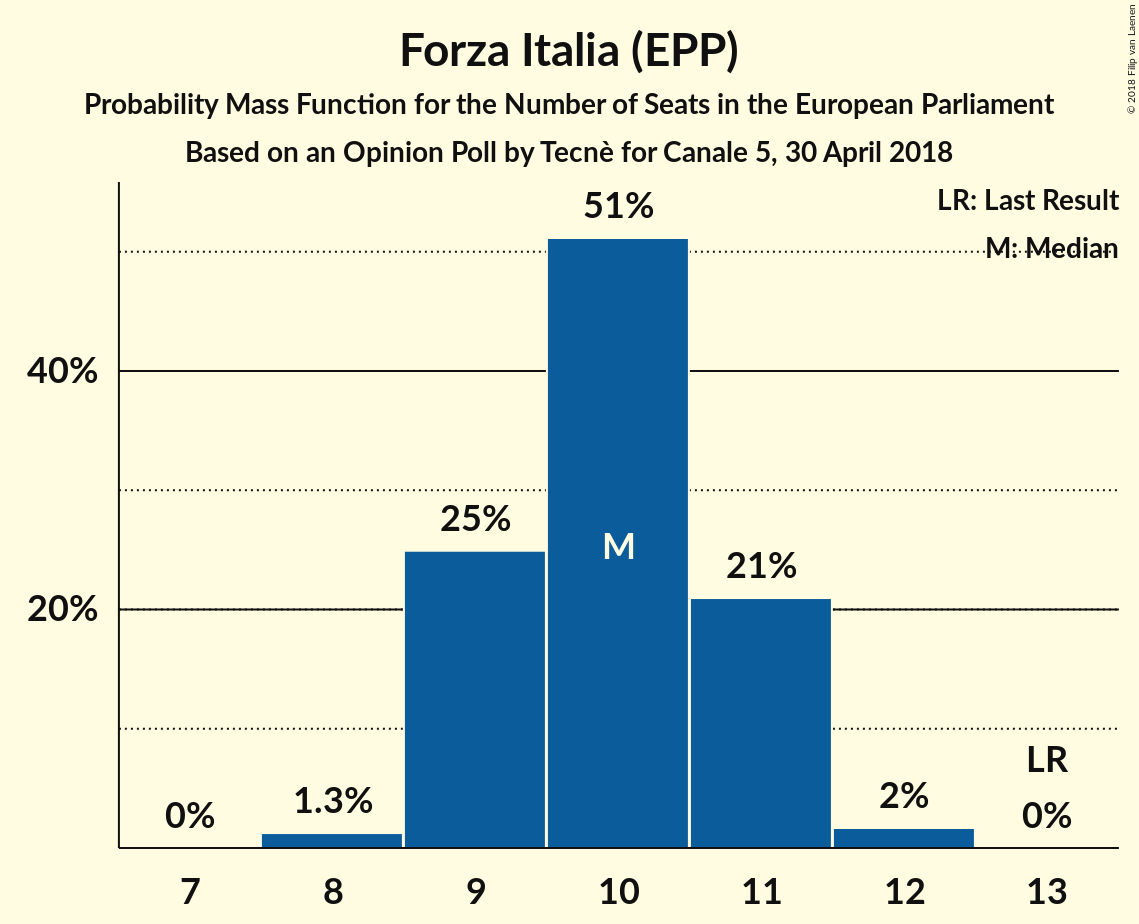 Forza Italia (EPP)
Probability Mass Function for the Number of Seats in the European Parliament
Based on an Opinion Poll by Tecnè for Canale 5, 30 April 2018
© 2018 Filip van Laenen
LR: Last Result
M: Median
51%
40%
25%
M
21%
20%
LR
0%
1.3%
2%
0%
7 8 9 10 11 12 13